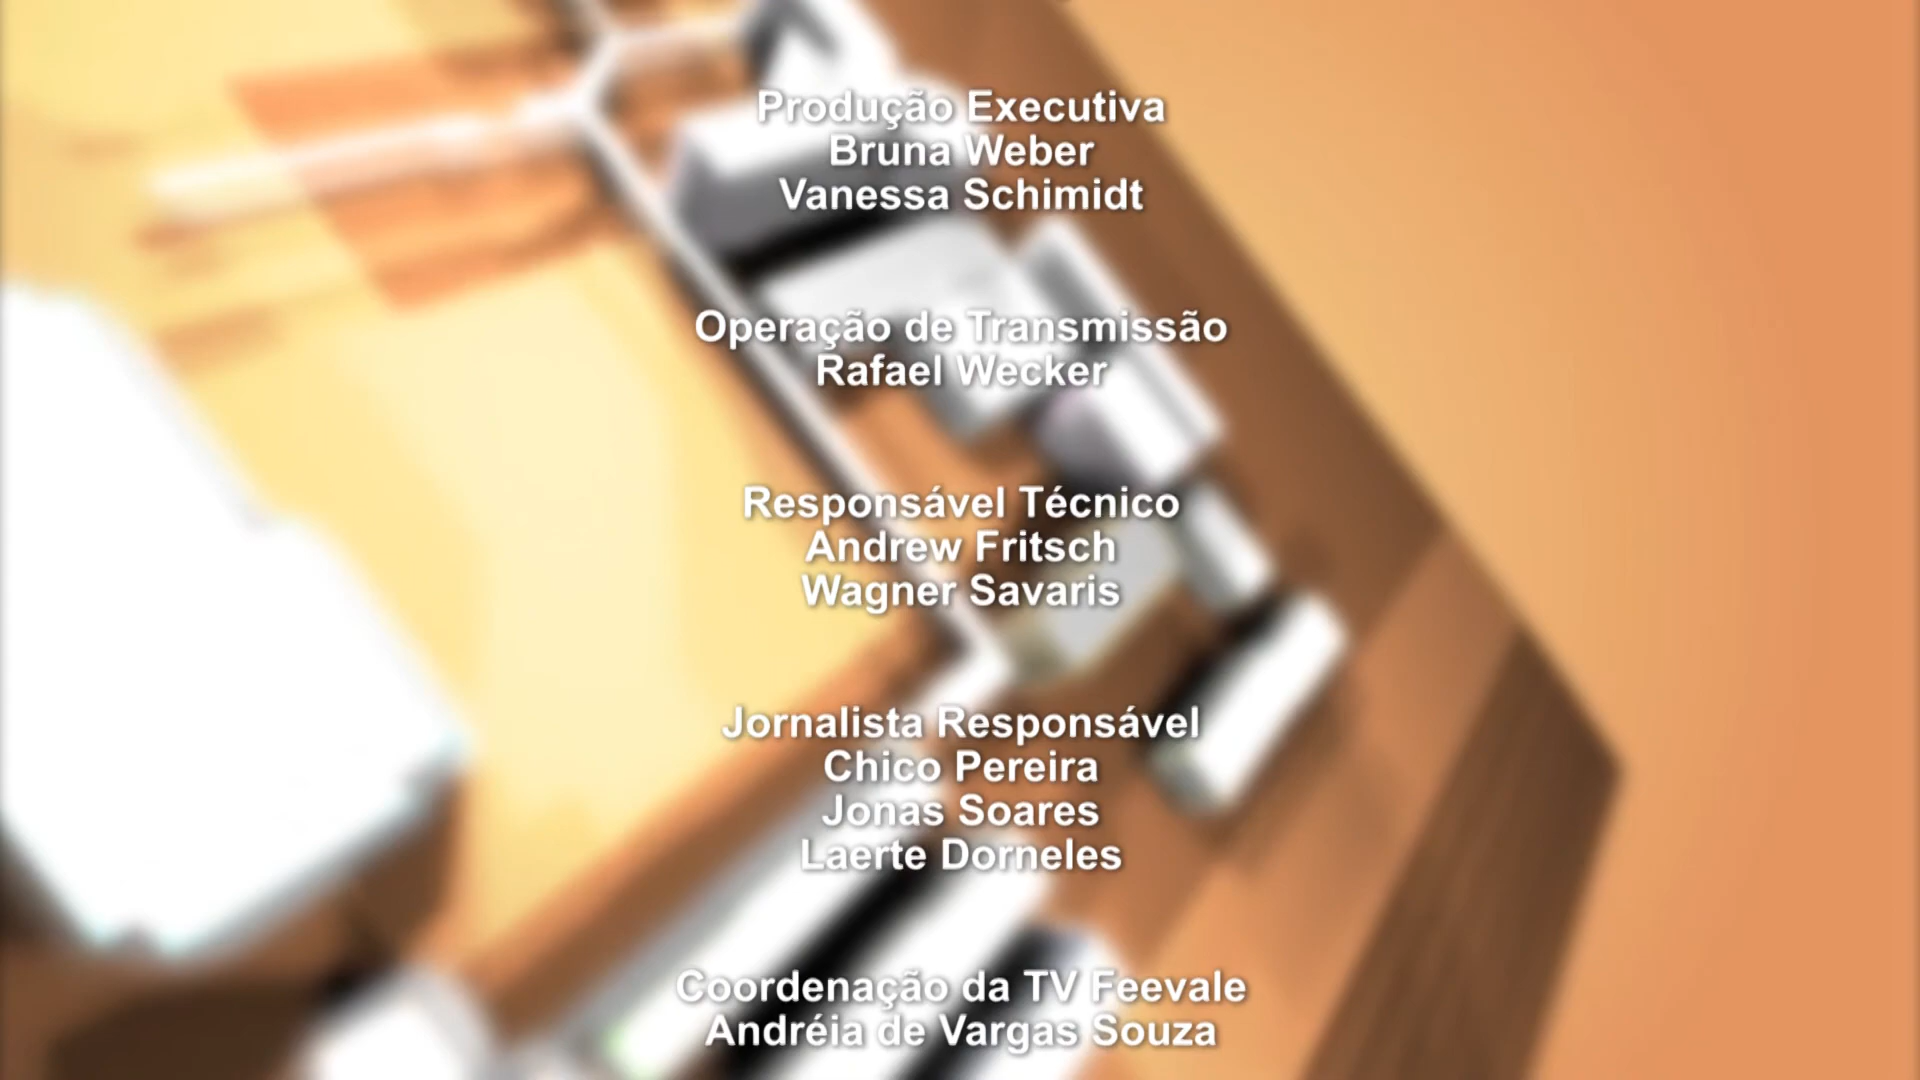 Produção Executiva
Bruna Weber
Vanessa Schimidt
Operação de Transmissão
Rafael Wecker
Responsável Técnico
Andrew Fritsch
Wagner Savaris
Jornalista Responsável
Chico Pereira
Jonas Soares
Laerte Dorneles
Coordenação da TV Feevale
Andréia de Vargas Souza